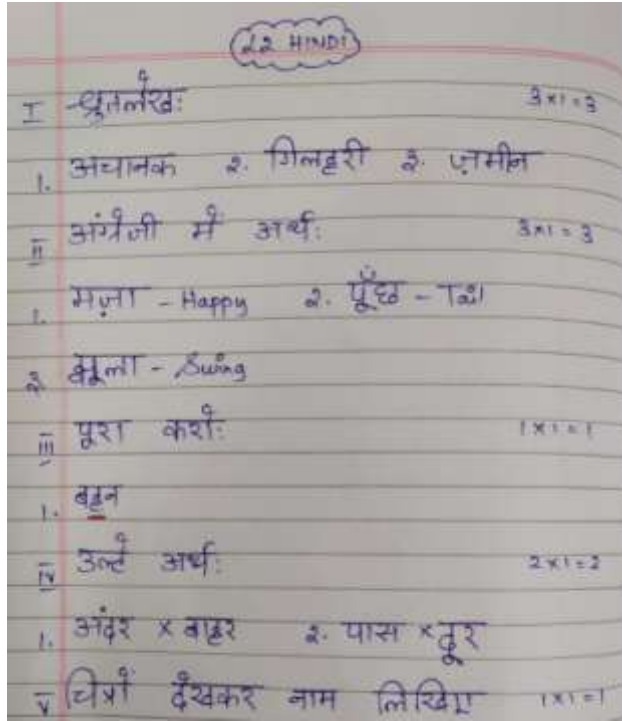 22 HINDI
I श्रुतलेख: 3x1=3
1. अचानक 2. गिलहरी 3. ज़मीन
II अंग्रेजी में अर्थ: 3x1=3
1. मज़ा - Happy 2. पूँछ - Tail
3. झूला - Swing
III पूरा करो: 1x1=1
1. बहन
IV उल्टे अर्थ: 2x1=2
1. अंदर x बाहर 2. पास x दूर
V चित्रों देखकर नाम लिखिए 1x1=1